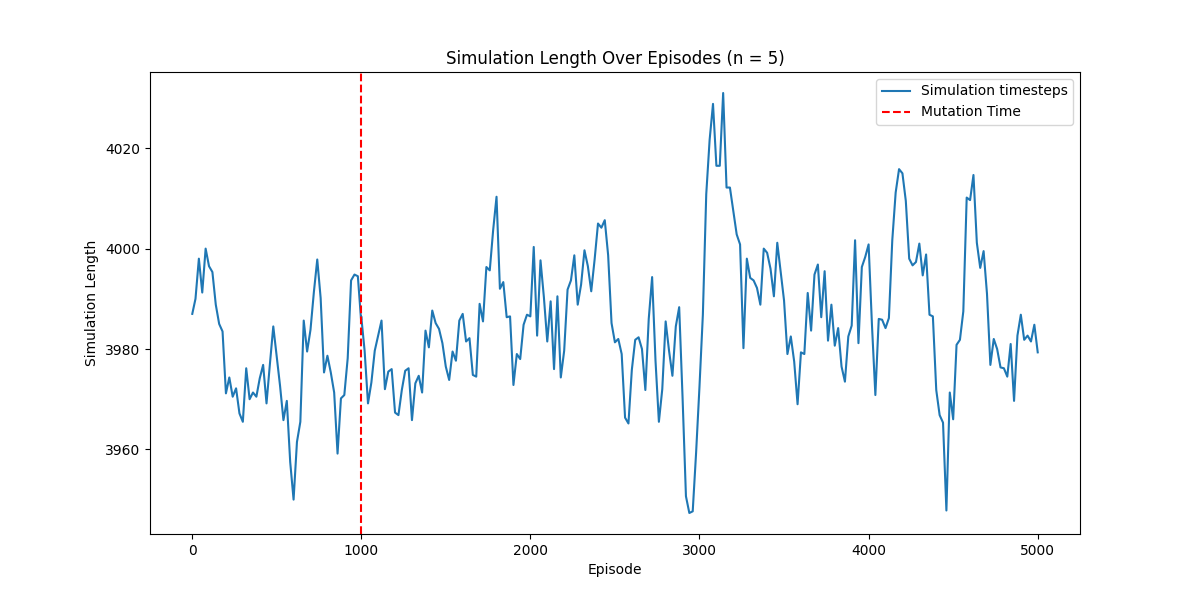 Simulation Length Over Episodes (n = 5)
Simulation timesteps
Mutation Time
Simulation Length
4020
4000
3980
3960
0 1000 2000 3000 4000 5000
Episode